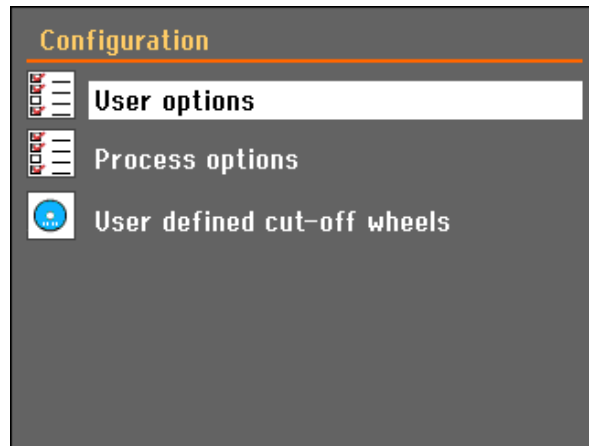 Configuration
User options
Process options
User defined cut-off wheels